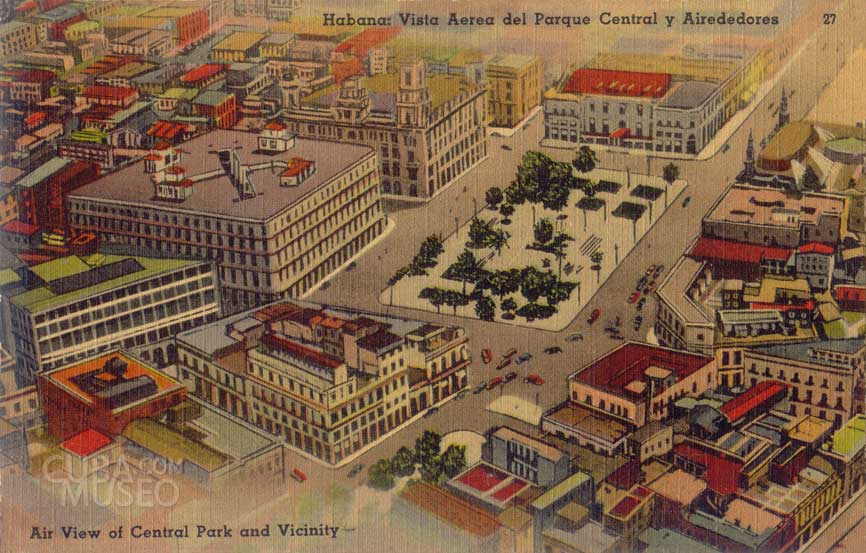 Habana: Vista Aerea del Parque Central y Airededores 27
CUBA.COM
MUSEO
Air View of Central Park and Vicinity